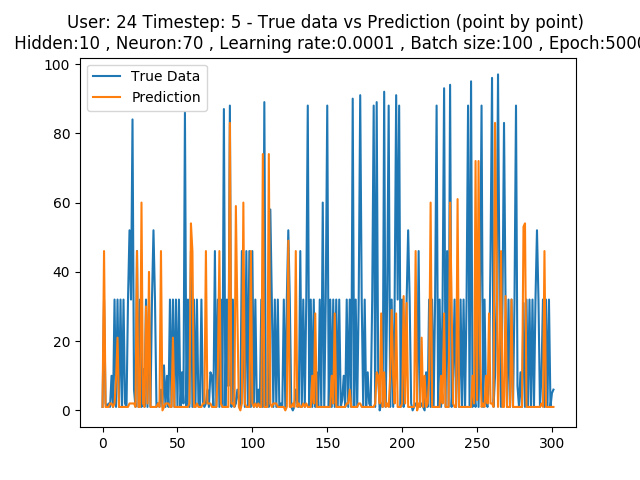 User: 24 Timestep: 5 - True data vs Prediction (point by point)
Hidden:10 , Neuron:70 , Learning rate:0.0001 , Batch size:100 , Epoch:5000
True Data
Prediction
100
80
60
40
20
0
0 50 100 150 200 250 300